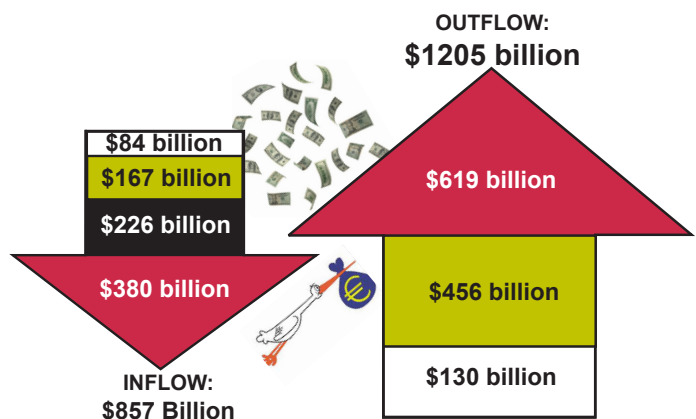 OUTFLOW:
$1205 billion
$84 billion
$167 billion
$226 billion
$380 billion
INFLOW:
$857 Billion
$619 billion
$456 billion
$130 billion
€